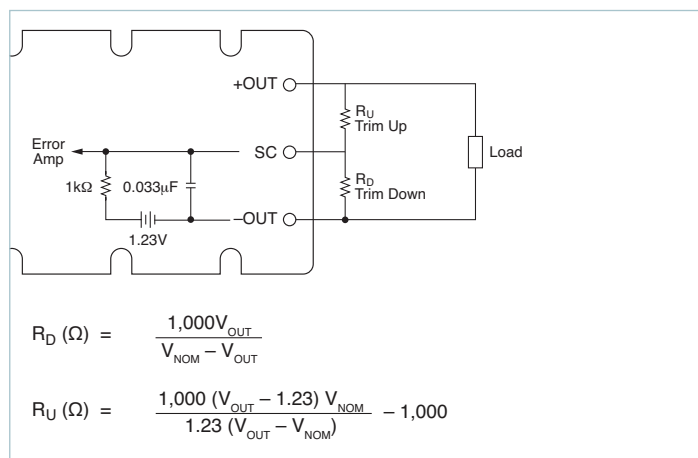 +OUT
R_U
Trim Up
Error
Amp
SC
Load
1kΩ
0.033μF
R_D
Trim Down
–OUT
1.23V
R_D (Ω) = 1,000V_OUT / V_NOM – V_OUT
R_U (Ω) = 1,000 (V_OUT – 1.23) V_NOM / 1.23 (V_OUT – V_NOM) – 1,000